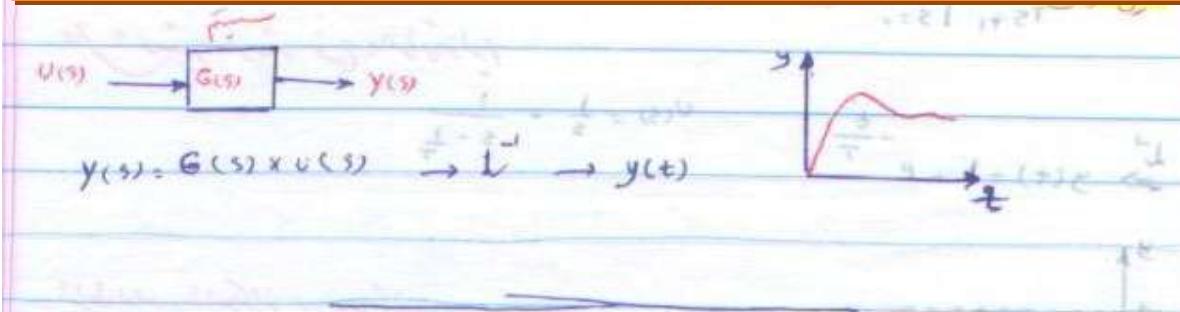 U(s) G(s) Y(s)
y
Y(s) = G(s) × U(s) → L⁻¹ → y(t)
t